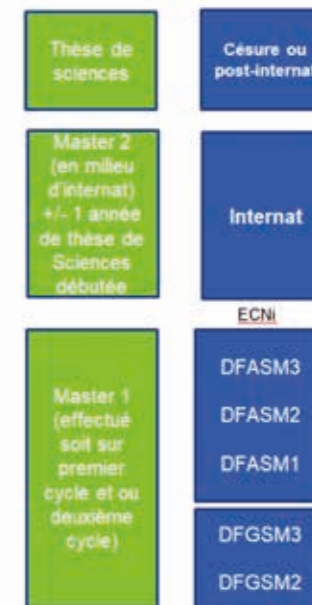 Thèse de
sciences
Césure ou
post-internat
Master 2
(en milieu
d'internat)
+/- 1 année
de thèse de
Sciences
débutée
Internat
ECNi
Master 1
(effectué
soit sur
premier
cycle et ou
deuxième
cycle)
DFASM3
DFASM2
DFASM1
DFGSM3
DFGSM2